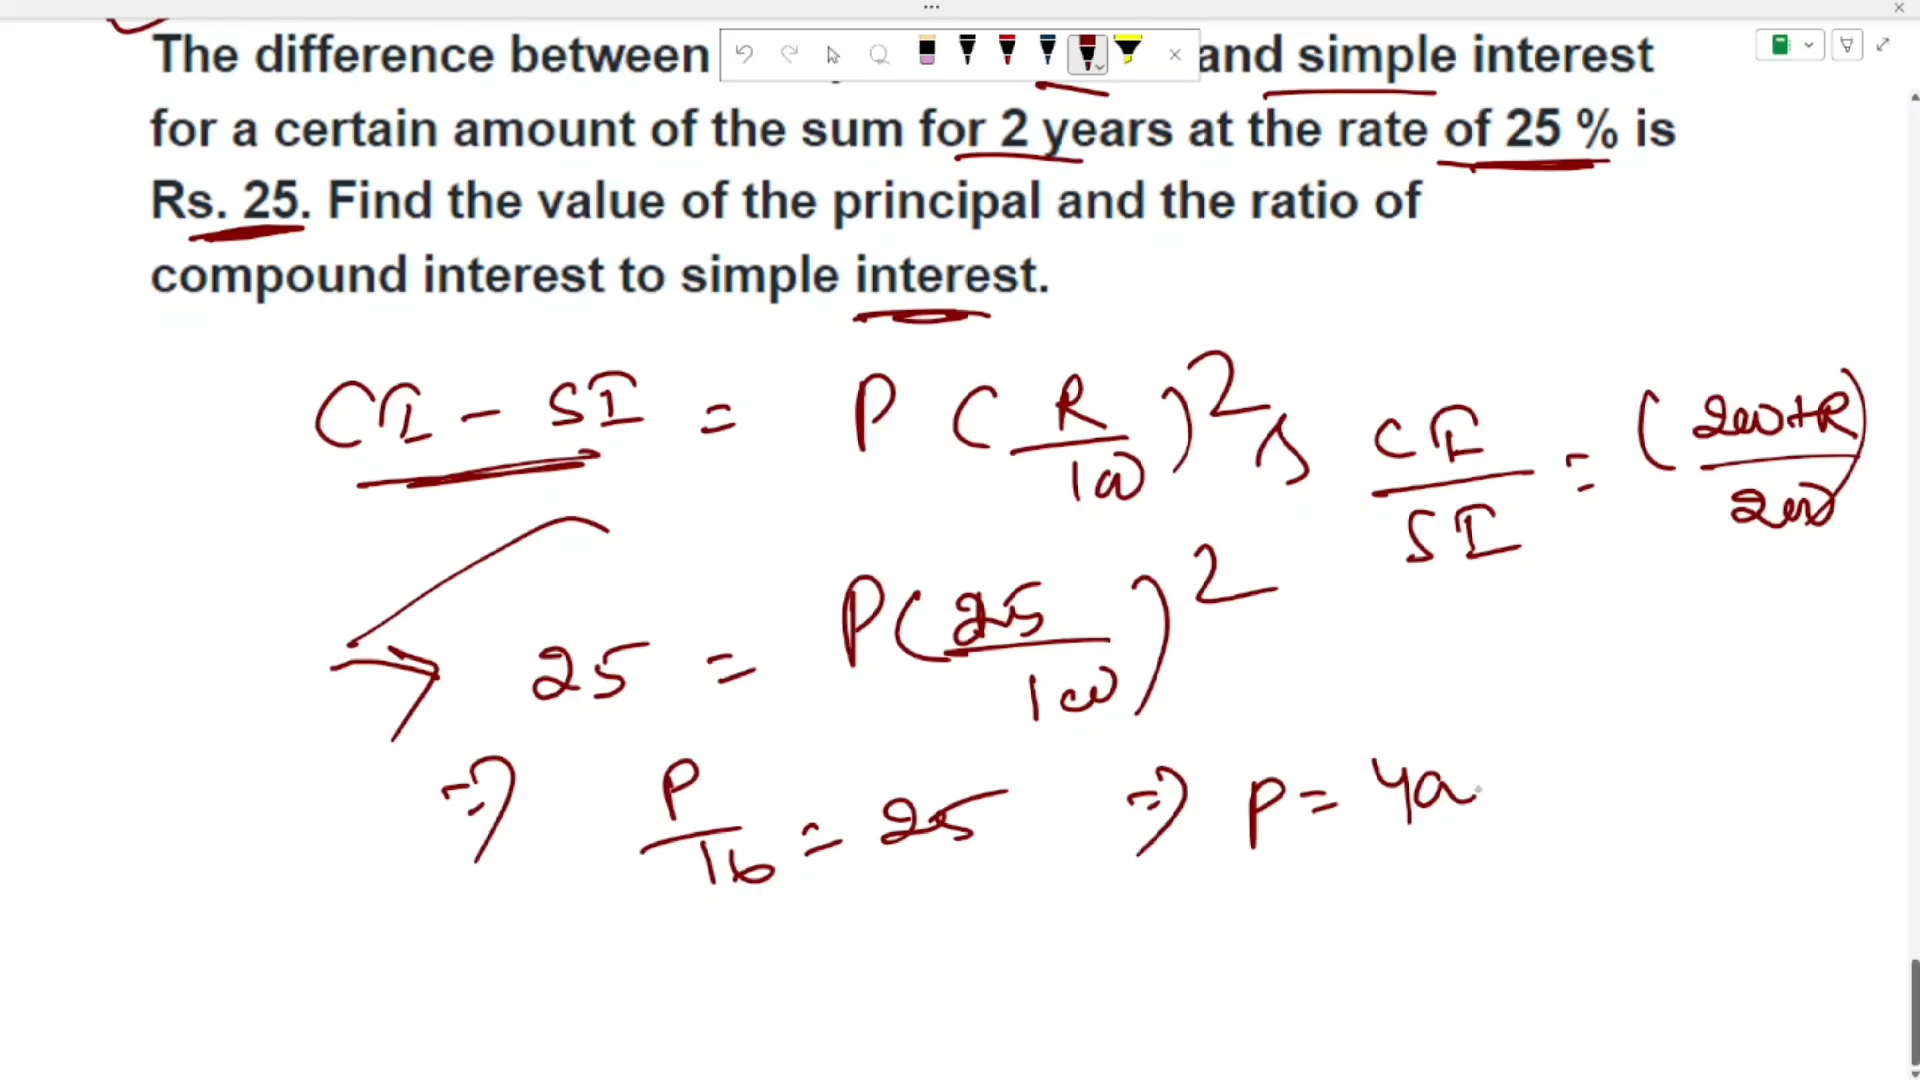 The difference between and simple interest
for a certain amount of the sum for 2 years at the rate of 25 % is
Rs. 25. Find the value of the principal and the ratio of
compound interest to simple interest.
CI - SI = P (R/100)^2, CI/SI = (200+R/200)
⇒ 25 = P(25/100)^2
⇒ P/16 = 25 ⇒ P = 40